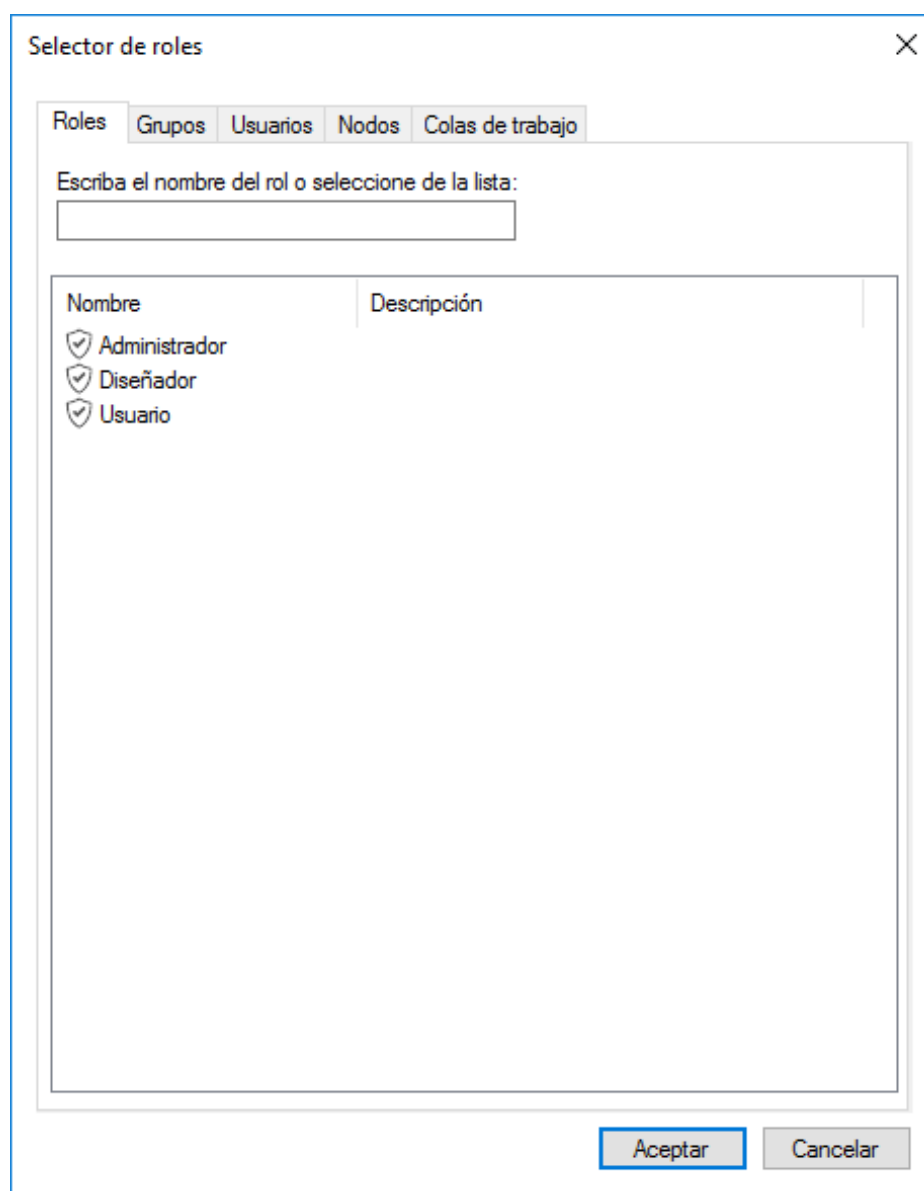 Selector de roles
Roles Grupos Usuarios Nodos Colas de trabajo
Escriba el nombre del rol o seleccione de la lista:
Nombre Descripción
Administrador
Diseñador
Usuario
Aceptar Cancelar